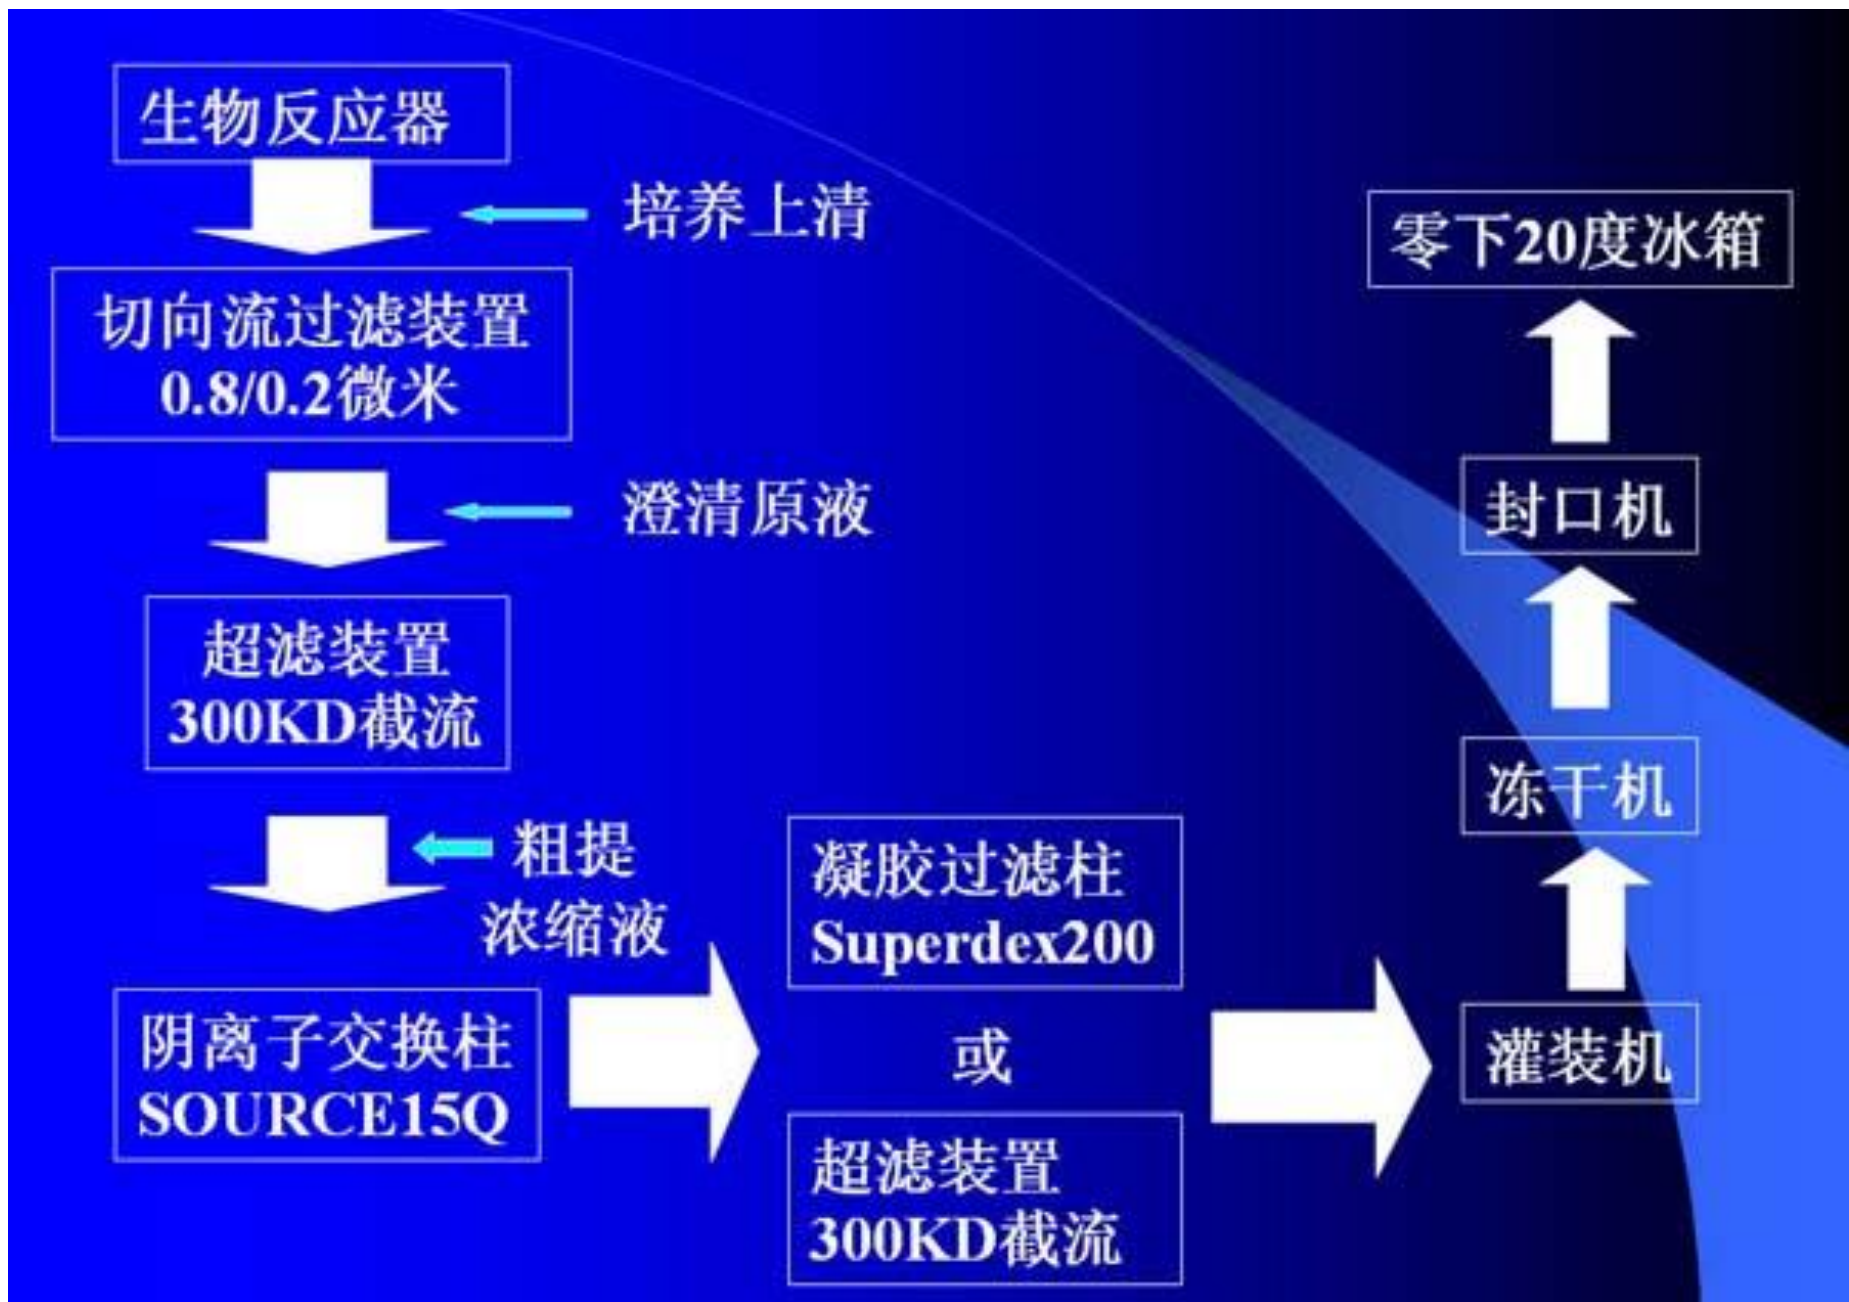 生物反应器
培养上清
切向流过滤装置
0.8/0.2微米
澄清原液
超滤装置
300KD截流
粗提
浓缩液
阴离子交换柱
SOURCE15Q
凝胶过滤柱
Superdex200
或
超滤装置
300KD截流
灌装机
冻干机
封口机
零下20度冰箱